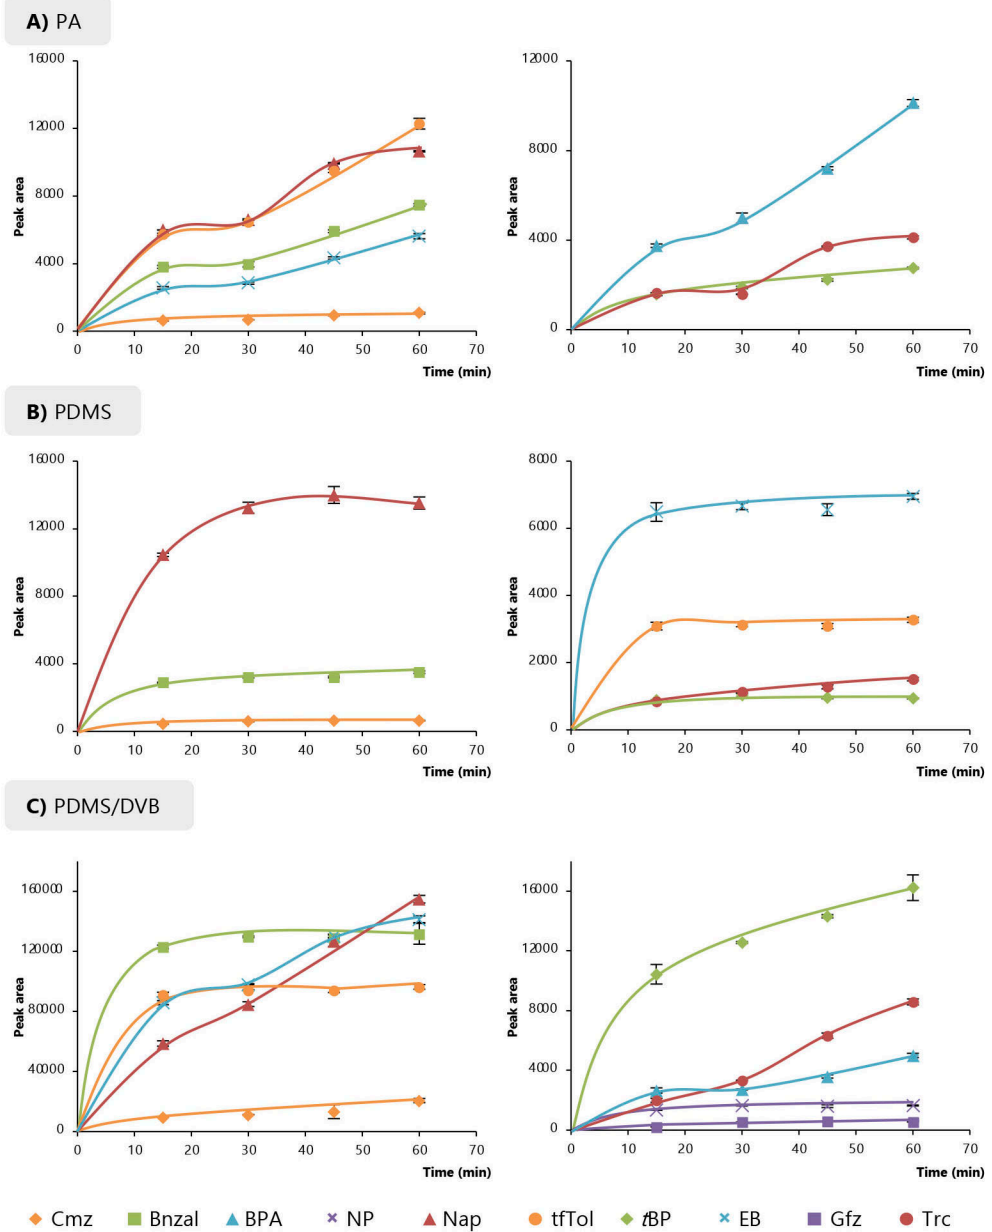 A) PA
16000
12000
8000
4000
0
0 10 20 30 40 50 60 70
Peak area
Time (min)
12000
8000
4000
0
0 10 20 30 40 50 60 70
Peak area
Time (min)
B) PDMS
16000
12000
8000
4000
0
0 10 20 30 40 50 60 70
Peak area
Time (min)
8000
6000
4000
2000
0
0 10 20 30 40 50 60 70
Peak area
Time (min)
C) PDMS/DVB
160000
120000
80000
40000
0
0 10 20 30 40 50 60 70
Peak area
Time (min)
16000
12000
8000
4000
0
0 10 20 30 40 50 60 70
Peak area
Time (min)
Cmz Bnzal BPA NP Nap tfTol tBP EB Gfz Trc